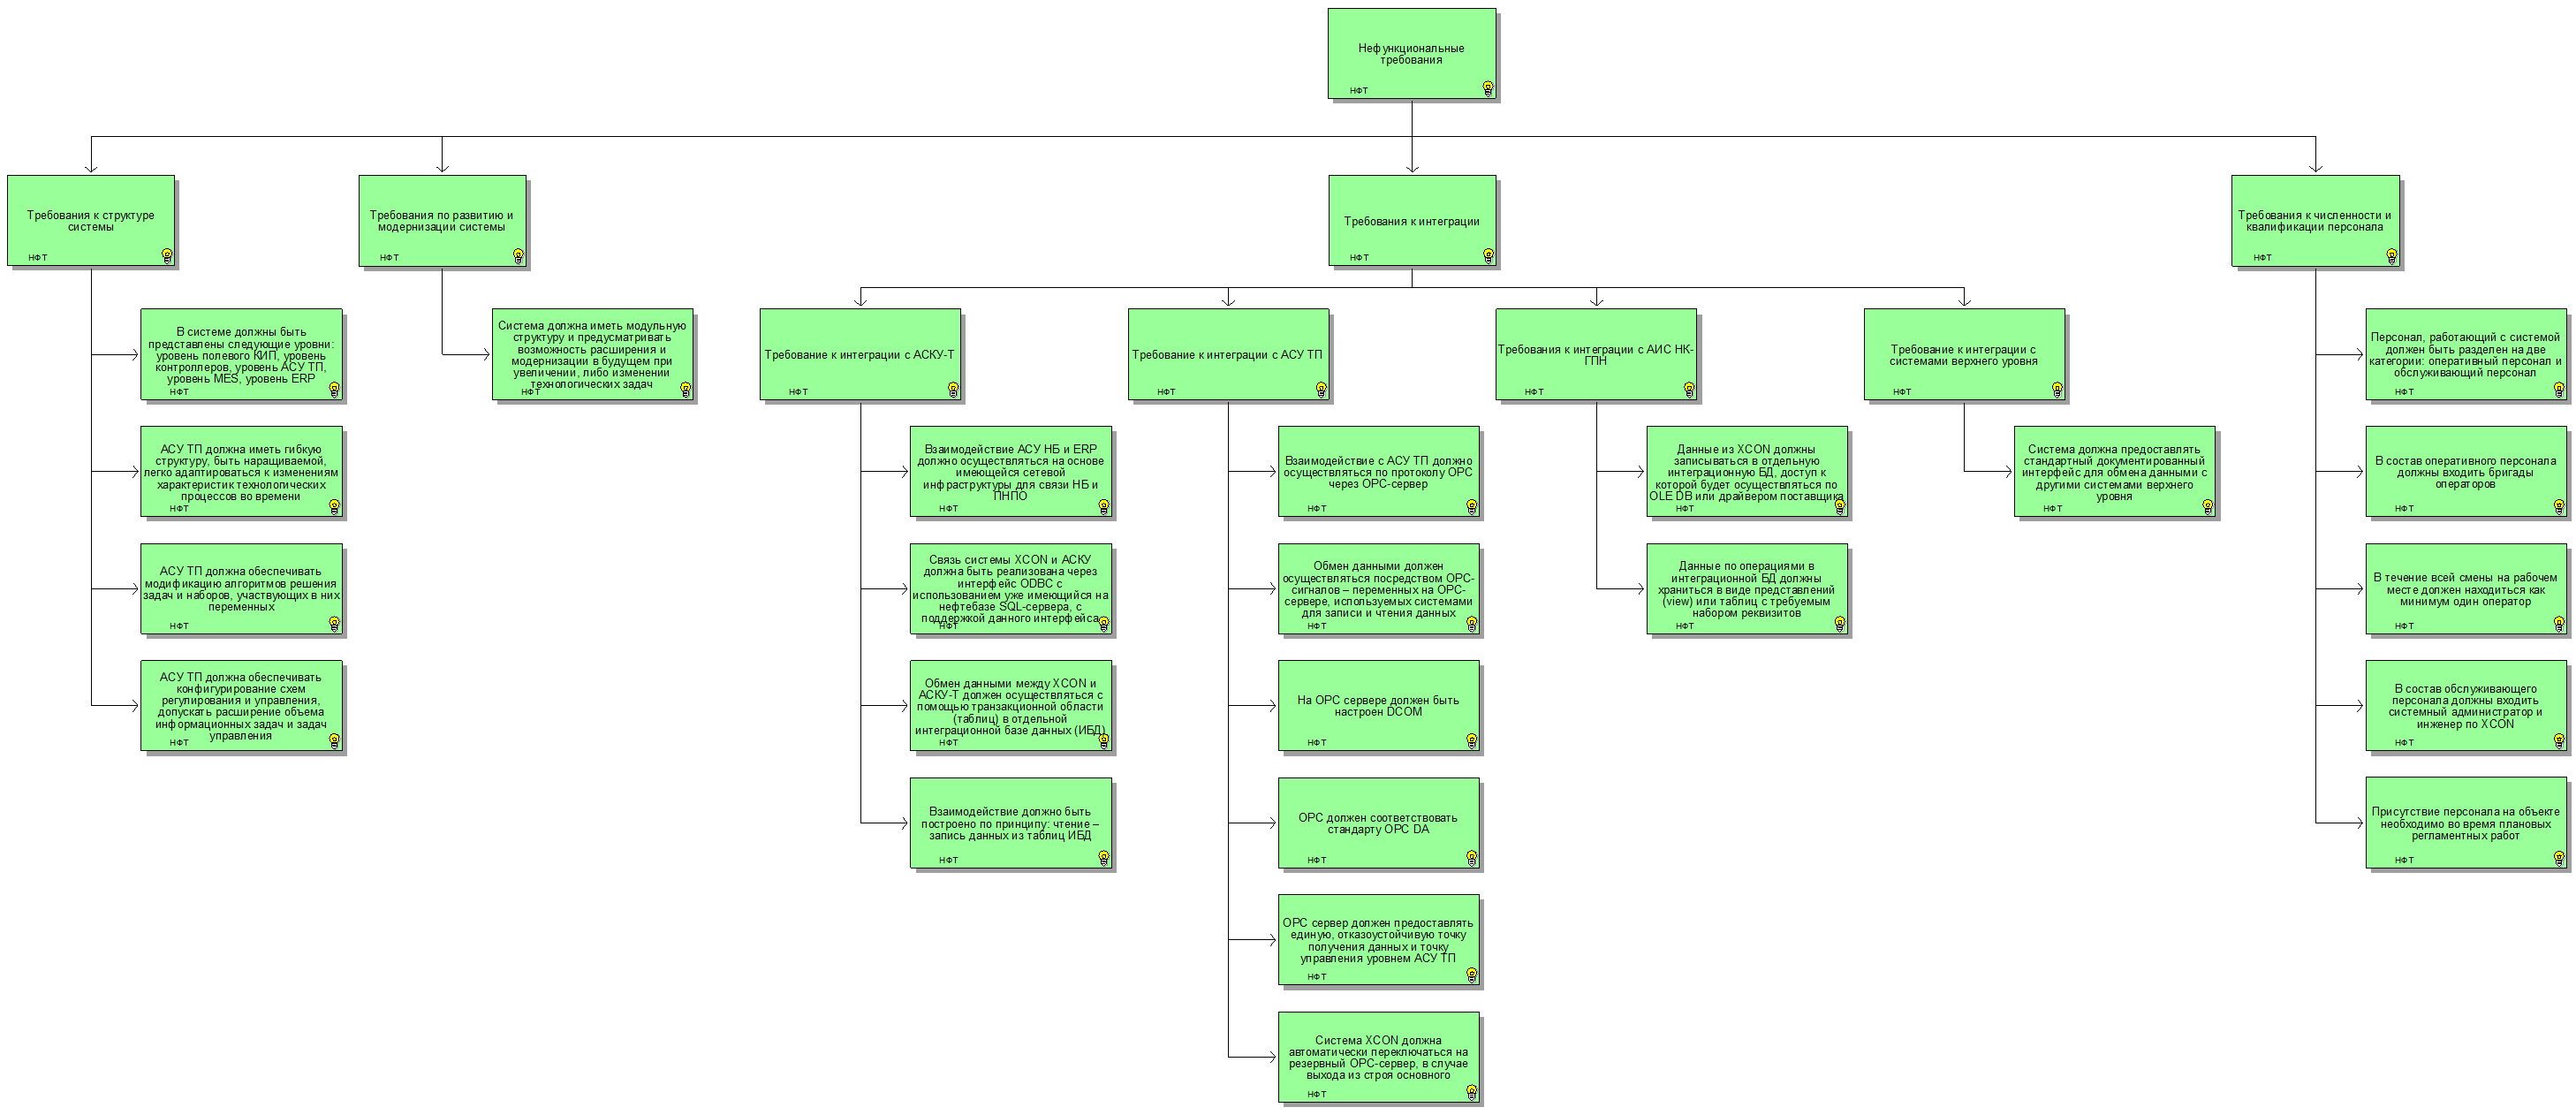 Нефункциональные
требования
НФТ
Требования к структуре
системы
НФТ
Требования по развитию и
модернизации системы
НФТ
Требования к интеграции
НФТ
Требования к численности и
квалификации персонала
НФТ
В системе должны быть
представлены следующие уровни:
уровень полевого КИП, уровень
контроллеров, уровень АСУ ТП,
уровень MES, уровень ERP
НФТ
АСУ ТП должна иметь гибкую
структуру, быть наращиваемой,
легко адаптироваться к изменениям
характеристик технологических
процессов во времени
НФТ
АСУ ТП должна обеспечивать
модификацию алгоритмов решения
задач и наборов, участвующих в них
переменных
НФТ
АСУ ТП должна обеспечивать
конфигурирование схем
регулирования и управления,
допускать расширение объема
информационных задач и задач
управления
НФТ
Система должна иметь модульную
структуру и предусматривать
возможность расширения и
модернизации в будущем при
увеличении, либо изменении
технологических задач
НФТ
Требование к интеграции с АСКУ-Т
НФТ
Взаимодействие АСУ НБ и ERP
должно осуществляться на основе
имеющейся сетевой
инфраструктуры для связи НБ и
ПНПО
НФТ
Связь системы XCON и АСКУ
должна быть реализована через
интерфейс ODBC с
использованием уже имеющийся на
нефтебазе SQL-сервера, с
поддержкой данного интерфейса
НФТ
Обмен данными между XCON и
АСКУ-Т должен осуществляться с
помощью транзакционной области
(таблиц) в отдельной
интеграционной базе данных (ИБД)
НФТ
Взаимодействие должно быть
построено по принципу: чтение –
запись данных из таблиц ИБД
НФТ
Требование к интеграции с АСУ ТП
НФТ
Взаимодействие с АСУ ТП должно
осуществляться по протоколу OPC
через OPC-сервер
НФТ
Обмен данными должен
осуществляться посредством OPC-
сигналов – переменных на OPC-
сервере, используемых системами
для записи и чтения данных
НФТ
На OPC сервере должен быть
настроен DCOM
НФТ
OPC должен соответствовать
стандарту OPC DA
НФТ
OPC сервер должен предоставлять
единую, отказоустойчивую точку
получения данных и точку
управления уровнем АСУ ТП
НФТ
Система XCON должна
автоматически переключаться на
резервный OPC-сервер, в случае
выхода из строя основного
НФТ
Требования к интеграции с АИС НК-
ГПН
НФТ
Данные из XCON должны
записываться в отдельную
интеграционную БД, доступ к
которой будет осуществляться по
OLE DB или драйвером поставщика
НФТ
Данные по операциями в
интеграционной БД должны
храниться в виде представлений
(view) или таблиц с требуемым
набором реквизитов
НФТ
Требование к интеграции с
системами верхнего уровня
НФТ
Система должна предоставлять
стандартный документированный
интерфейс для обмена данными с
другими системами верхнего
уровня
НФТ
Персонал, работающий с системой
должен быть разделен на две
категории: оперативный персонал и
обслуживающий персонал
НФТ
В состав оперативного персонала
должны входить бригады
операторов
НФТ
В течение всей смены на рабочем
месте должен находиться как
минимум один оператор
НФТ
В состав обслуживающего
персонала должны входить
системный администратор и
инженер по XCON
НФТ
Присутствие персонала на объекте
необходимо во время плановых
регламентных работ
НФТ